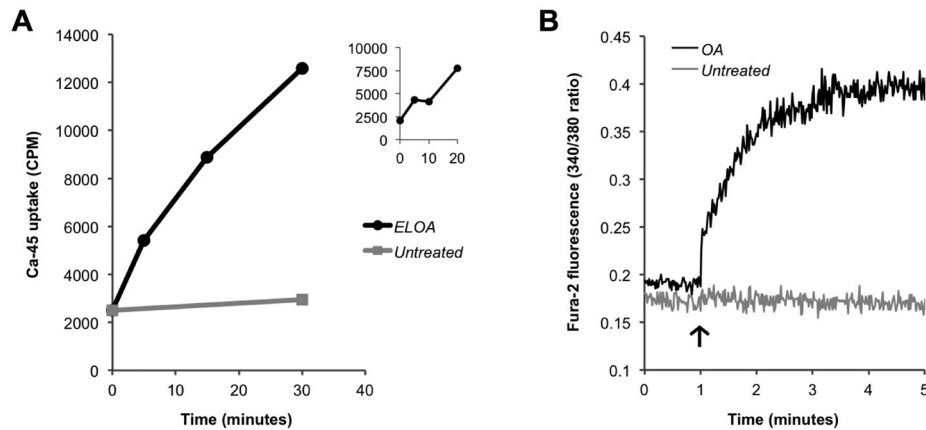 A
Ca-45 uptake (CPM)
14000
12000
10000
8000
6000
4000
2000
0
0 10 20 30 40
Time (minutes)
10000
7500
5000
2500
0
0 10 20
ELOA
Untreated
B
Fura-2 fluorescence (340/380 ratio)
0.45
0.4
0.35
0.3
0.25
0.2
0.15
0.1
0 1 2 3 4 5
Time (minutes)
OA
Untreated